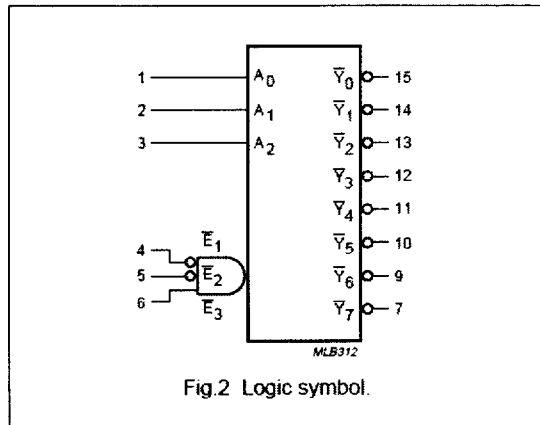 1 A0 Y̅0 15
2 A1 Y̅1 14
3 A2 Y̅2 13
Y̅3 12
Y̅4 11
4 E̅1 Y̅5 10
5 E̅2 Y̅6 9
6 E̅3 Y̅7 7
MLB312
Fig.2 Logic symbol.